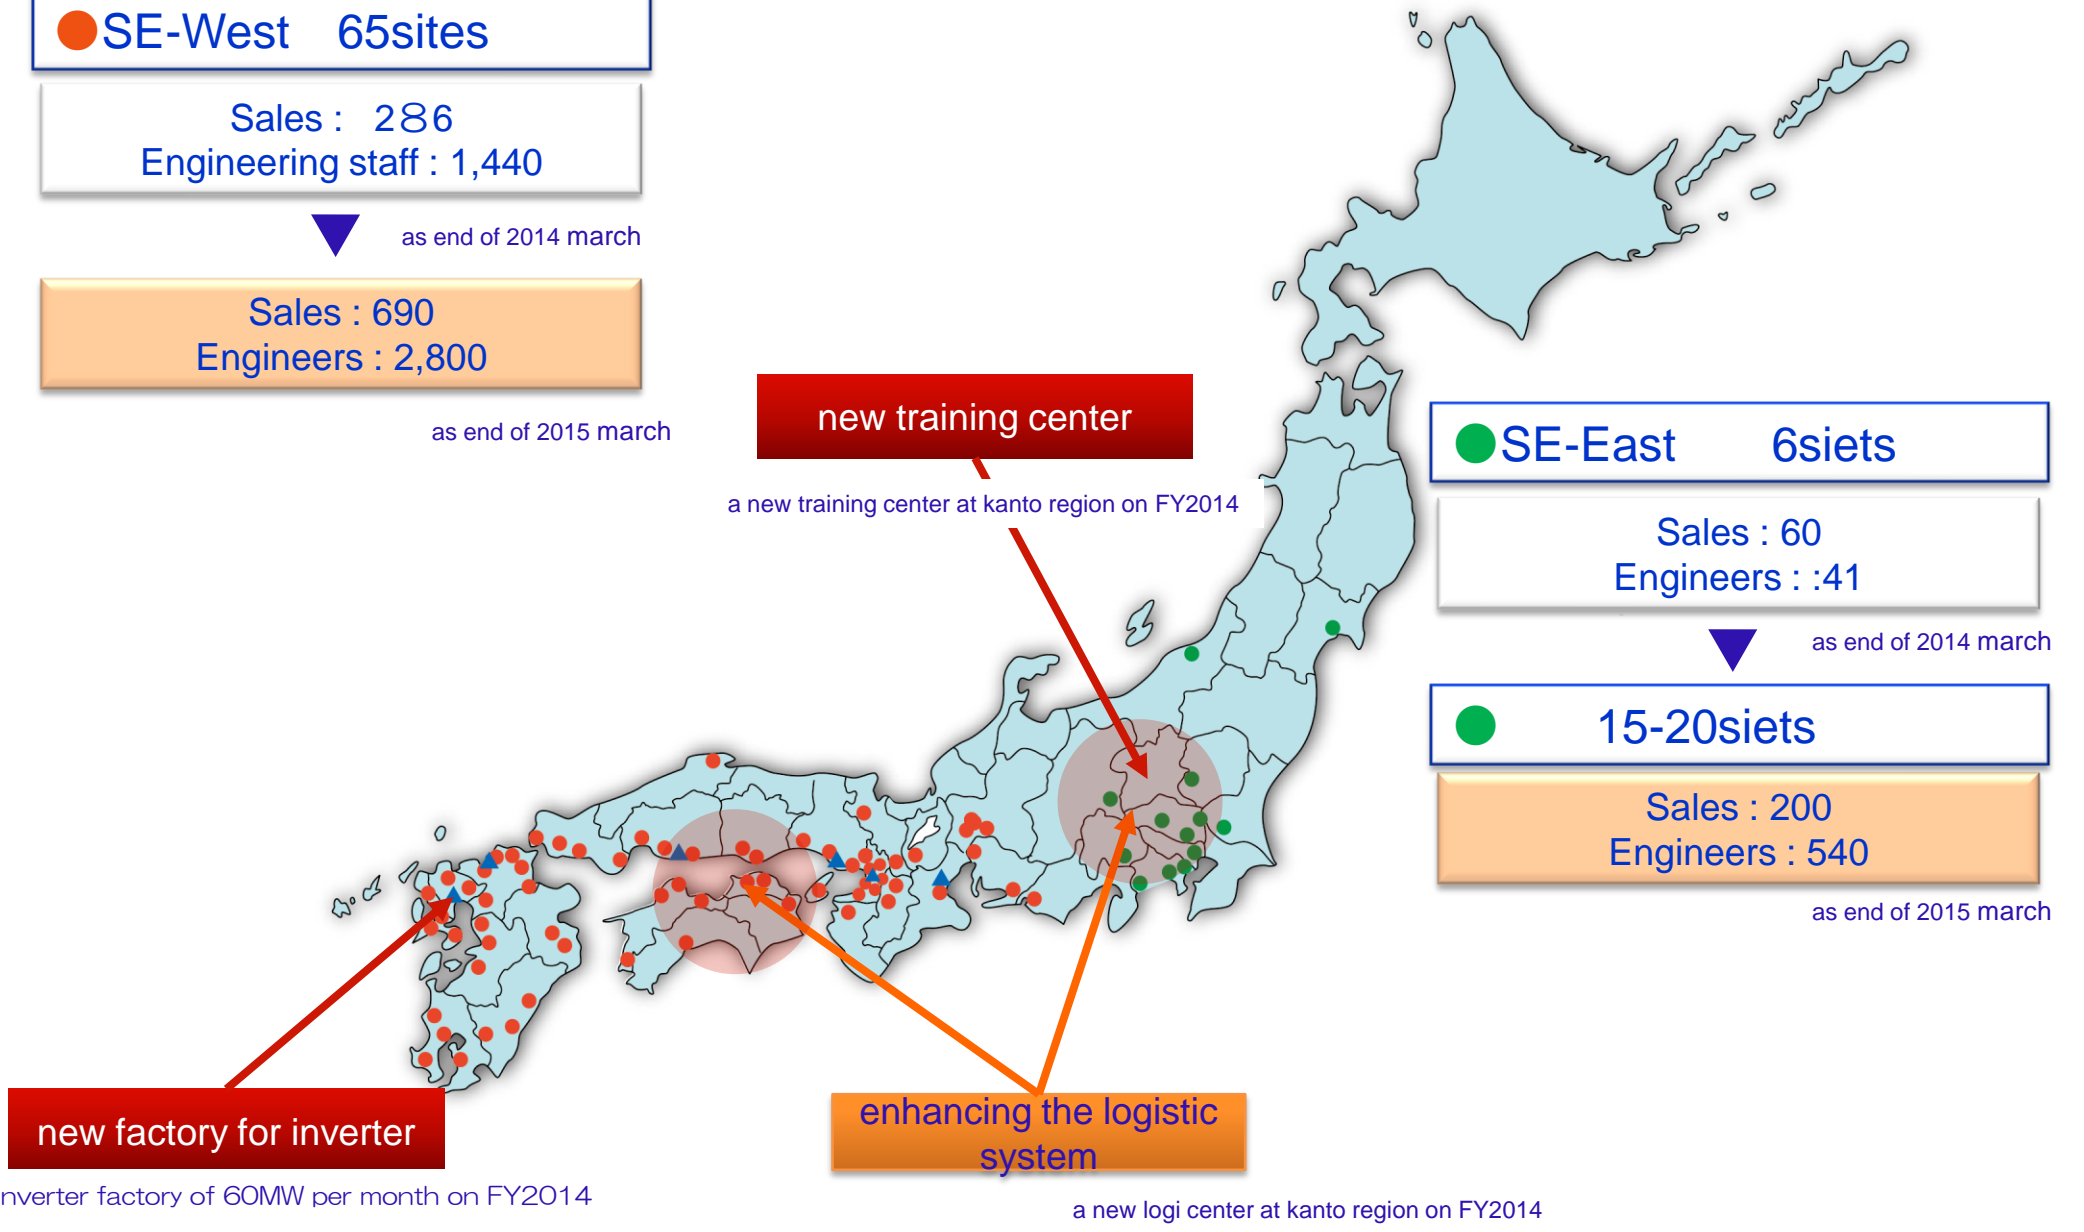 SE-West 65sites
Sales : 286
Engineering staff : 1,440
as end of 2014 march
Sales : 690
Engineers : 2,800
as end of 2015 march
new training center
a new training center at kanto region on FY2014
SE-East 6siets
Sales : 60
Engineers : :41
as end of 2014 march
15-20siets
Sales : 200
Engineers : 540
as end of 2015 march
new factory for inverter
nverter factory of 60MW per month on FY2014
enhancing the logistic
system
a new logi center at kanto region on FY2014